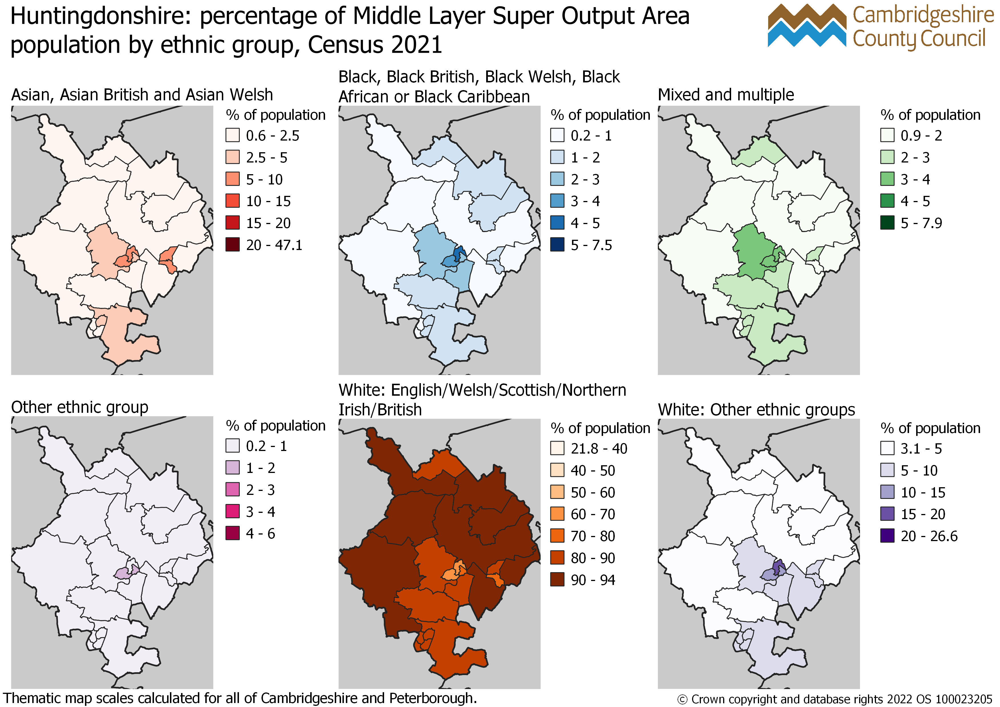 Huntingdonshire: percentage of Middle Layer Super Output Area
population by ethnic group, Census 2021
Cambridgeshire
County Council
Asian, Asian British and Asian Welsh
% of population
0.6 - 2.5
2.5 - 5
5 - 10
10 - 15
15 - 20
20 - 47.1
Black, Black British, Black Welsh, Black
African or Black Caribbean
% of population
0.2 - 1
1 - 2
2 - 3
3 - 4
4 - 5
5 - 7.5
Mixed and multiple
% of population
0.9 - 2
2 - 3
3 - 4
4 - 5
5 - 7.9
Other ethnic group
% of population
0.2 - 1
1 - 2
2 - 3
3 - 4
4 - 6
White: English/Welsh/Scottish/Northern
Irish/British
% of population
21.8 - 40
40 - 50
50 - 60
60 - 70
70 - 80
80 - 90
90 - 94
White: Other ethnic groups
% of population
3.1 - 5
5 - 10
10 - 15
15 - 20
20 - 26.6
Thematic map scales calculated for all of Cambridgeshire and Peterborough.
© Crown copyright and database rights 2022 OS 100023205